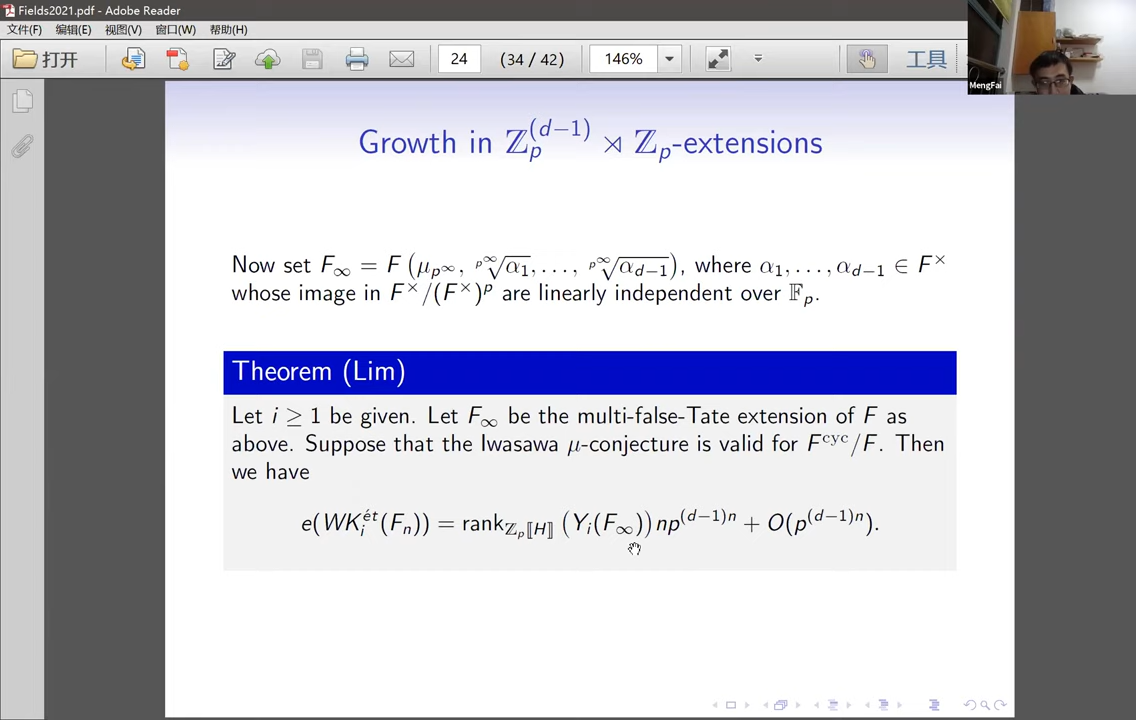 Fields2021.pdf - Adobe Reader
文件(F) 编辑(E) 视图(V) 窗口(W) 帮助(H)
打开 24 (34 / 42) 146% 工具
MengFai
Growth in ℤ_p^{(d−1)} ⋊ ℤ_p-extensions
Now set F_∞ = F(μ_{p^∞}, \sqrt[p^∞]{α_1}, . . . , \sqrt[p^∞]{α_{d−1}}), where α_1, . . . , α_{d−1} ∈ F^×
whose image in F^×/(F^×)^p are linearly independent over 𝔽_p.
Theorem (Lim)
Let i ≥ 1 be given. Let F_∞ be the multi-false-Tate extension of F as
above. Suppose that the Iwasawa μ-conjecture is valid for F^{cyc}/F. Then
we have
e(WK_i^{ét}(F_n)) = rank_{ℤ_p⟦H⟧}(Y_i(F_∞))np^{(d−1)n} + O(p^{(d−1)n}).